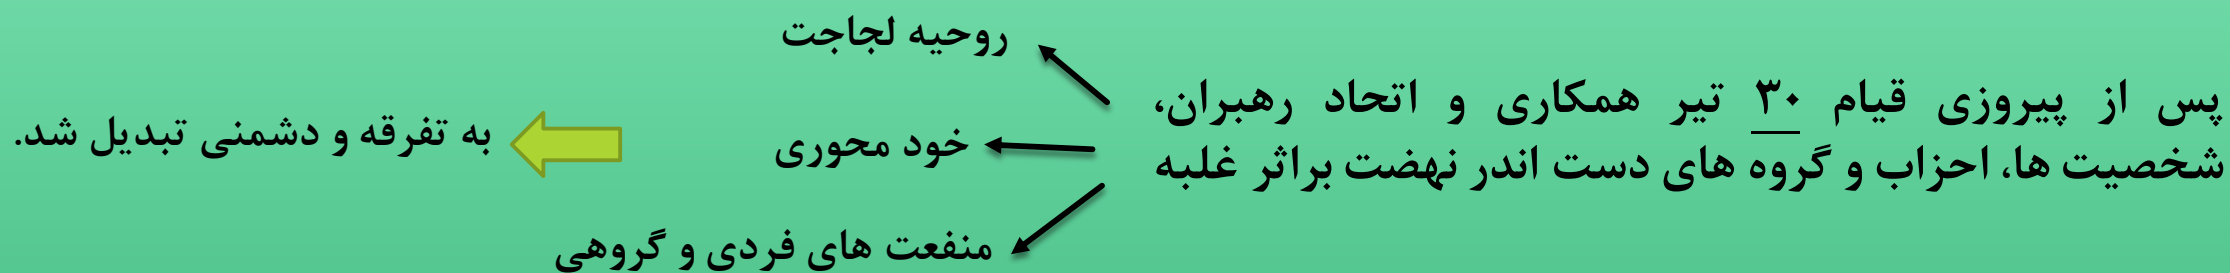 پس از پیروزی قیام ۳۰ تیر همکاری و اتحاد رهبران،
شخصیت ها، احزاب و گروه های دست اندر نهضت براثر غلبه
روحیه لجاجت
خود محوری
منفعت های فردی و گروهی
به تفرقه و دشمنی تبدیل شد.